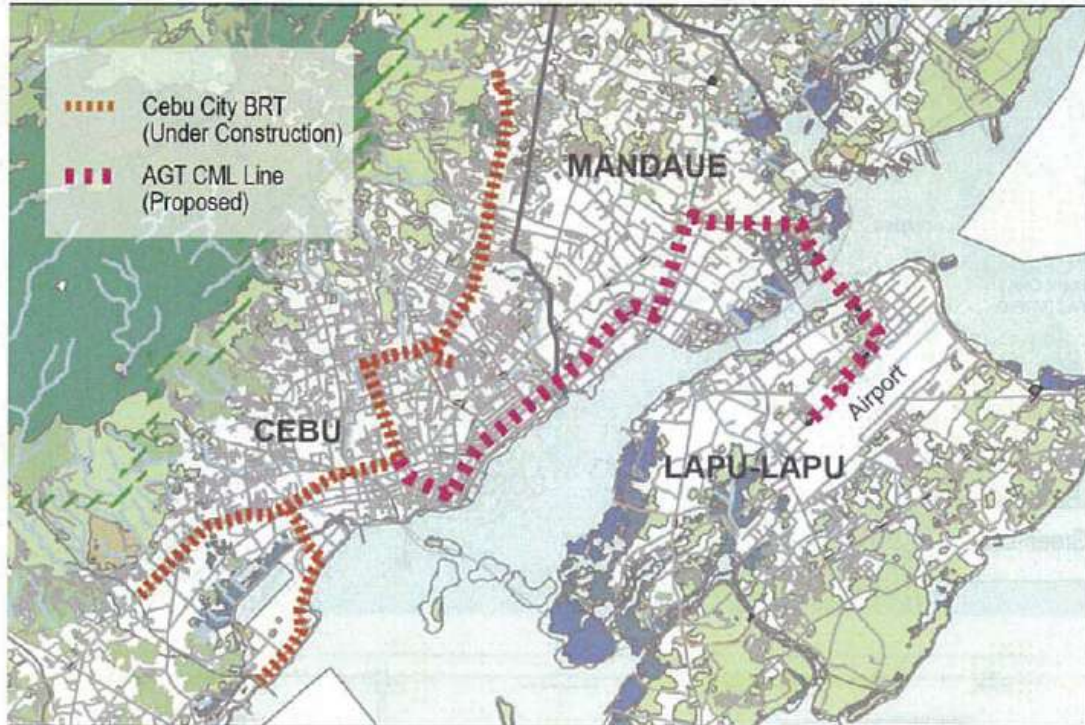 Cebu City BRT
(Under Construction)
AGT CML Line
(Proposed)
MANDAUE
CEBU
Airport
LAPU-LAPU